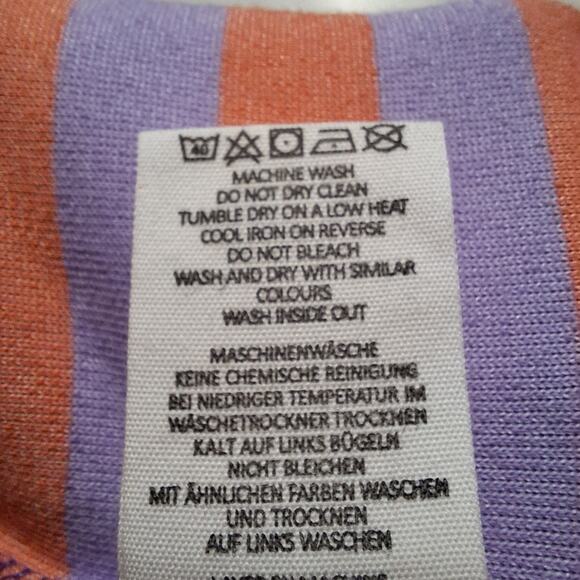 40
MACHINE WASH
DO NOT DRY CLEAN
TUMBLE DRY ON A LOW HEAT
COOL IRON ON REVERSE
DO NOT BLEACH
WASH AND DRY WITH SIMILAR
COLOURS
WASH INSIDE OUT
MASCHINENWÄSCHE
KEINE CHEMISCHE REINIGUNG
BEI NIEDRIGER TEMPERATUR IM
WÄSCHETROCKNER TROCKNEN
KALT AUF LINKS BÜGELN
NICHT BLEICHEN
MIT ÄHNLICHEN FARBEN WASCHEN
UND TROCKNEN
AUF LINKS WASCHEN